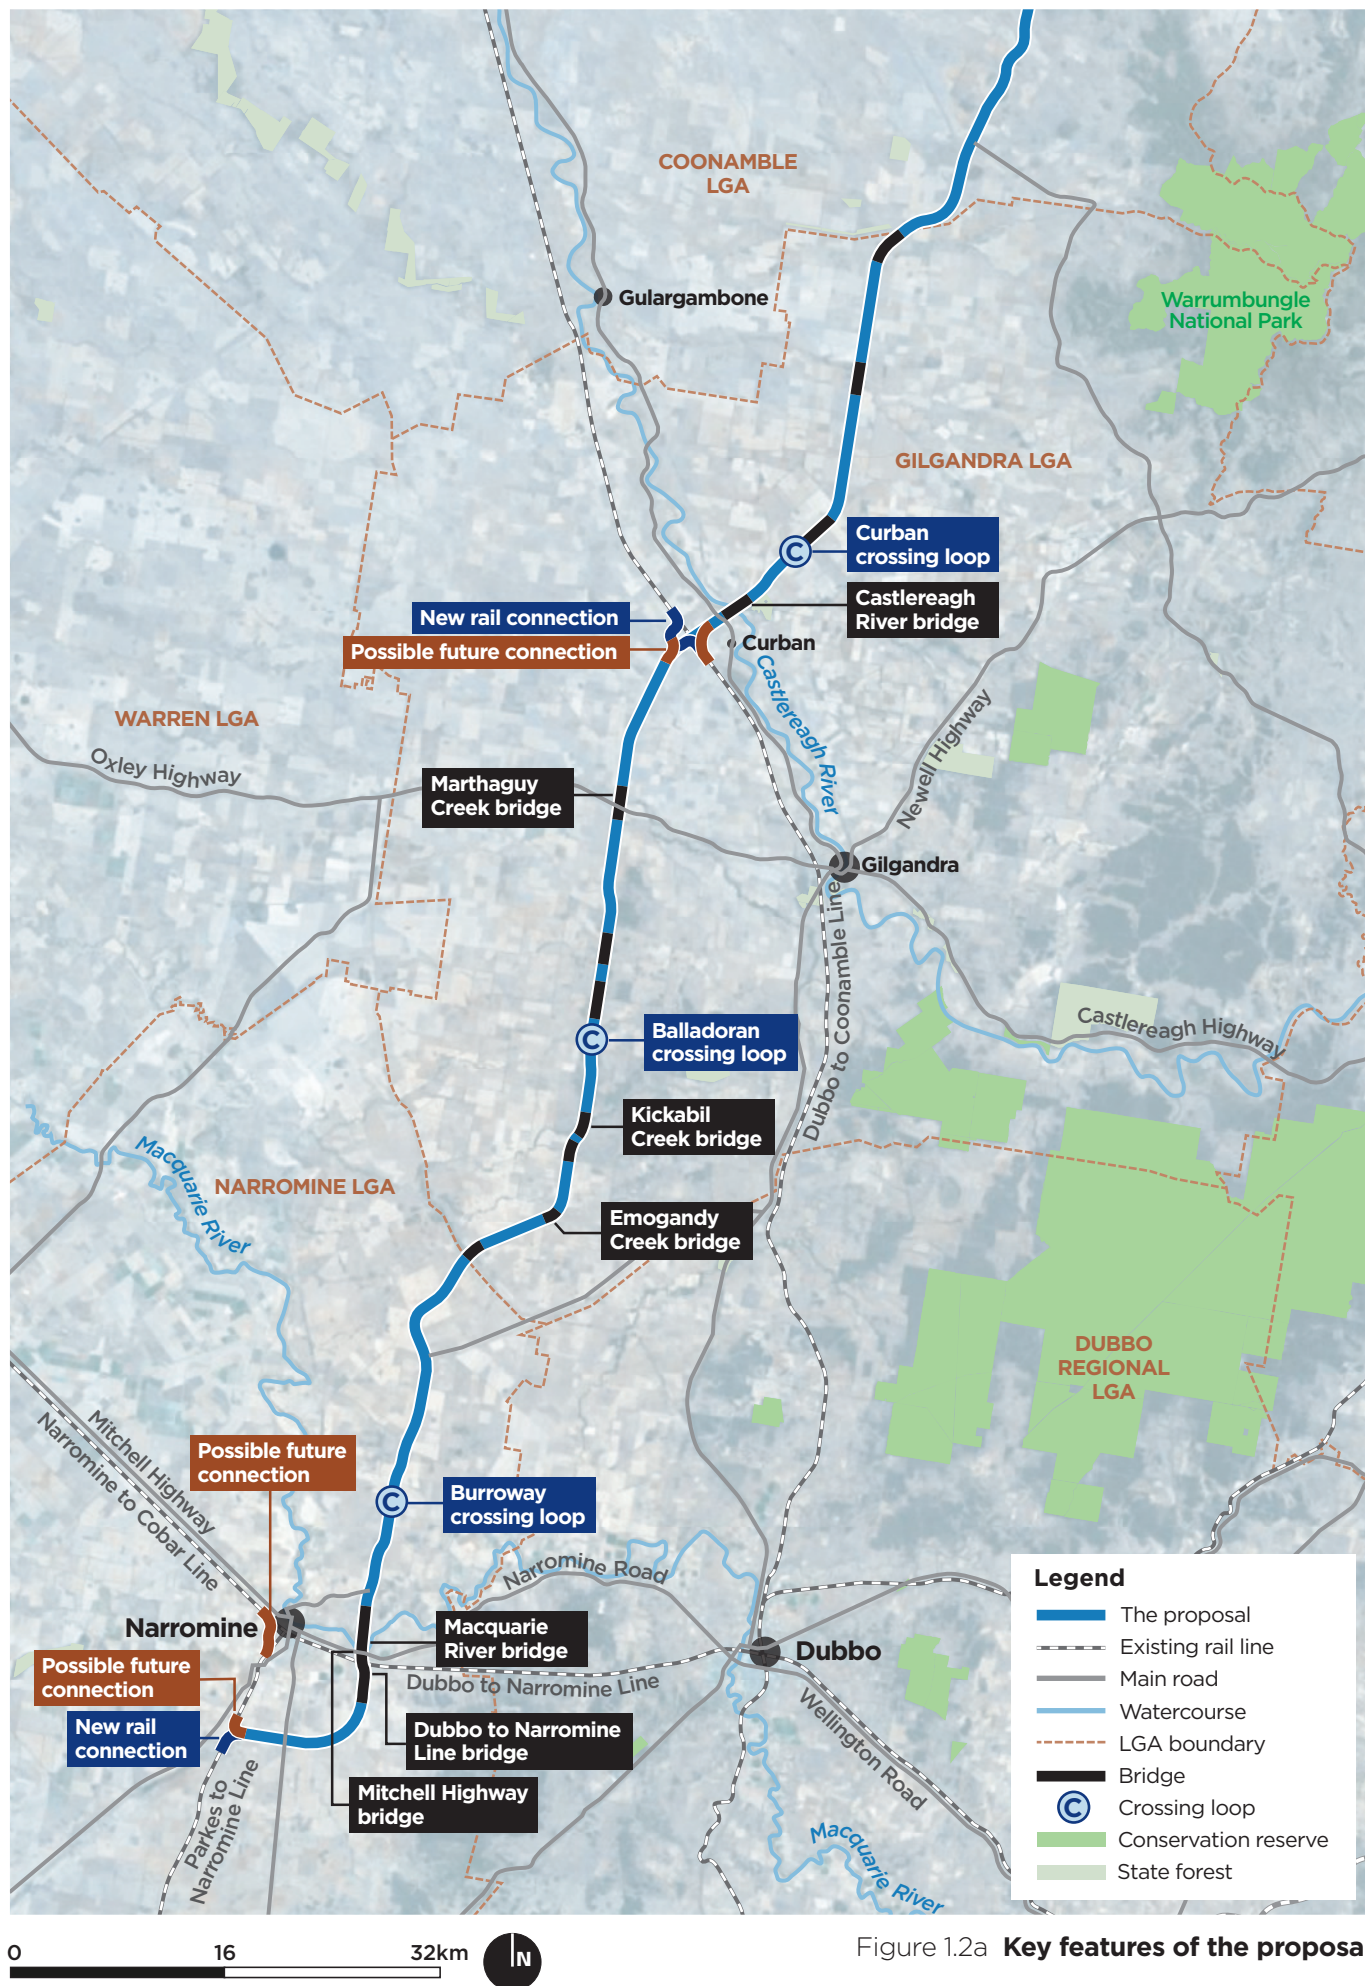 COONAMBLE
LGA
Gulargambone
Warrumbungle
National Park
GILGANDRA LGA
C
Curban
crossing loop
Castlereagh
River bridge
New rail connection
Possible future connection
Curban
Castlereagh River
WARREN LGA
Oxley Highway
Newell Highway
Marthaguy
Creek bridge
Gilgandra
Dubbo to Coonamble Line
Castlereagh Highway
C
Balladoran
crossing loop
Kickabil
Creek bridge
Macquarie River
NARROMINE LGA
Emogandy
Creek bridge
DUBBO
REGIONAL
LGA
Mitchell Highway
Narromine to Cobar Line
Possible future
connection
C
Burroway
crossing loop
Narromine Road
Narromine
Macquarie
River bridge
Dubbo
Possible future
connection
Dubbo to Narromine Line
New rail
connection
Dubbo to Narromine
Line bridge
Wellington Road
Mitchell Highway
bridge
Parkes to
Narromine Line
Macquarie River
Legend
The proposal
Existing rail line
Main road
Watercourse
LGA boundary
Bridge
C
Crossing loop
Conservation reserve
State forest
0
16
32km
N
Figure 1.2a Key features of the proposa